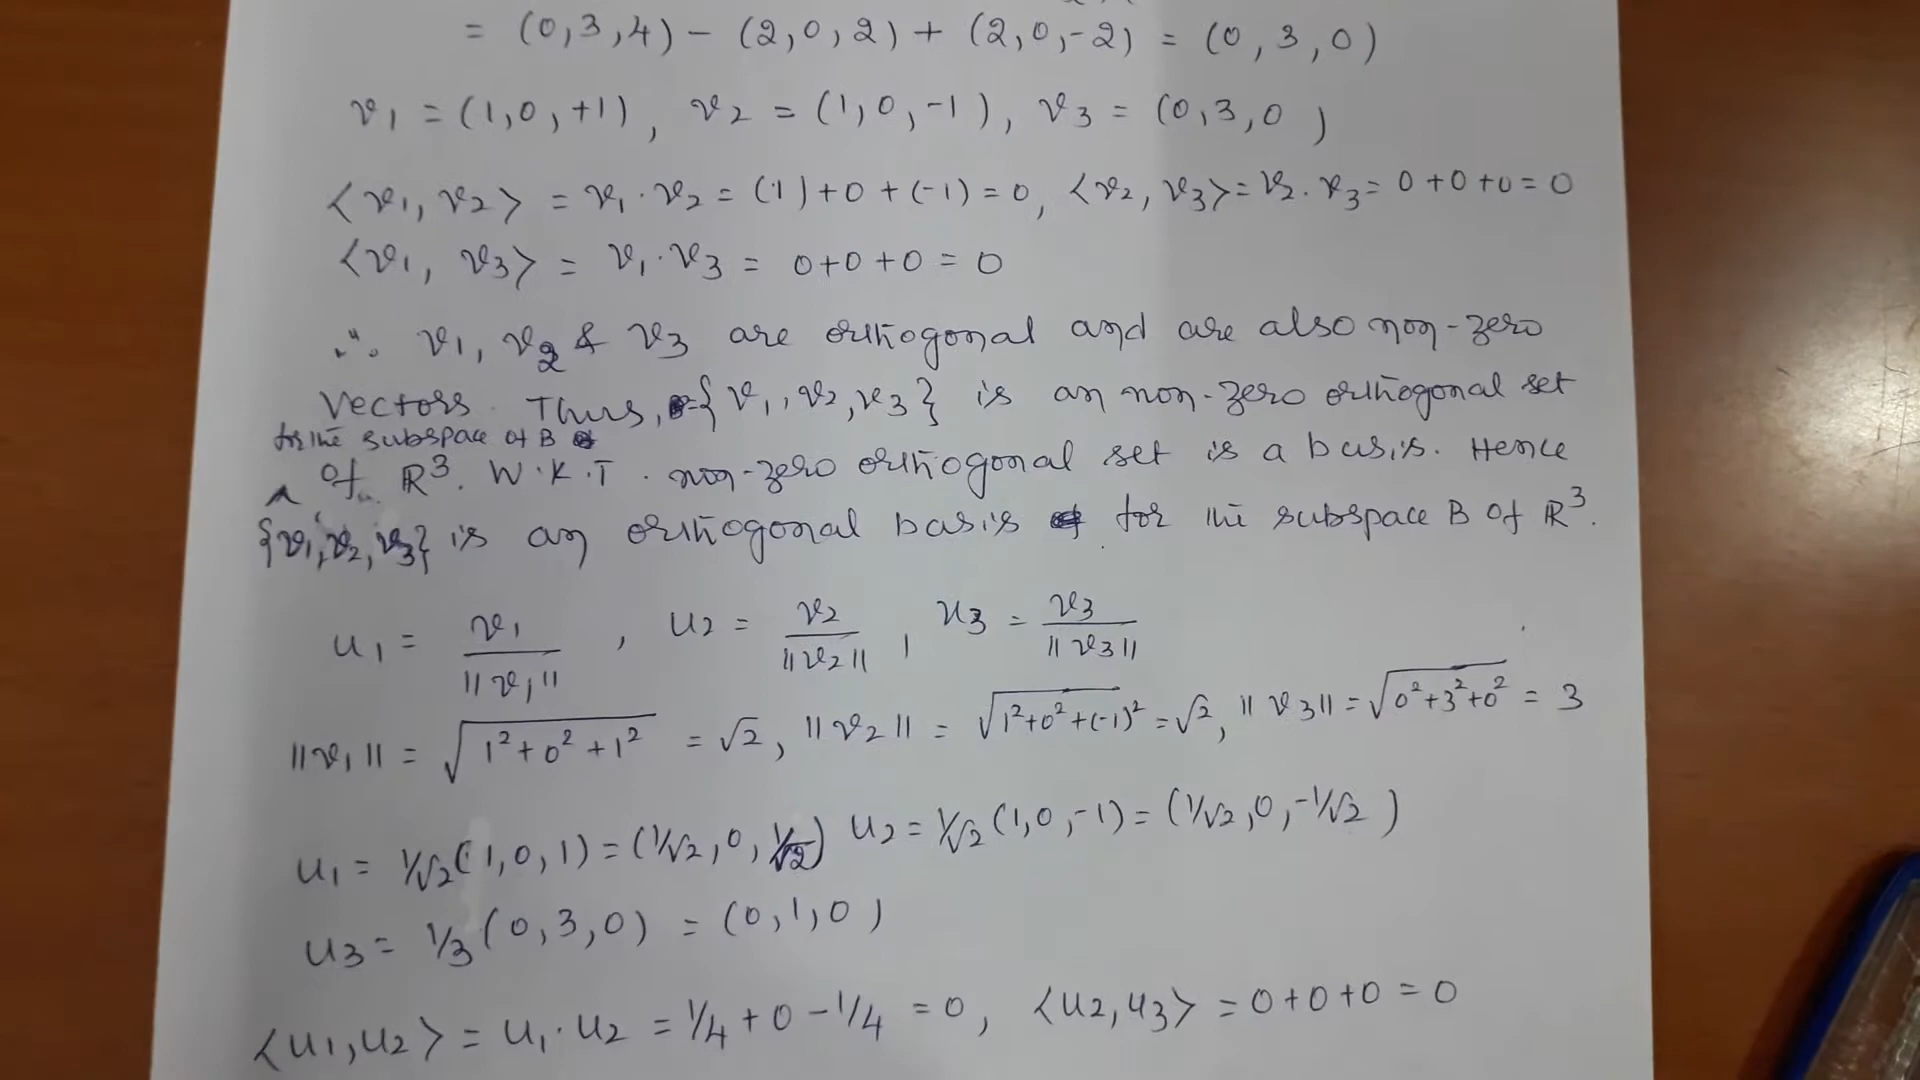 = (0,3,4) - (2,0,2) + (2,0,-2) = (0,3,0)
v1 = (1,0,+1), v2 = (1,0,-1), v3 = (0,3,0)
⟨v1, v2⟩ = v1·v2 = (1)+0+(-1) = 0, ⟨v2, v3⟩ = v2·v3 = 0+0+0 = 0
⟨v1, v3⟩ = v1·v3 = 0+0+0 = 0
∴ v1, v2 & v3 are orthogonal and are also non-zero
vectors. Thus, {v1, v2, v3} is an non-zero orthogonal set
for the subspace of B
of R³. W.K.T. non-zero orthogonal set is a basis. Hence
{v1, v2, v3} is an orthogonal basis for the subspace B of R³.
u1 = v1/||v1||, u2 = v2/||v2||, u3 = v3/||v3||
||v1|| = √(1²+0²+1²) = √2, ||v2|| = √(1²+0²+(-1)²) = √2, ||v3|| = √(0²+3²+0²) = 3
u1 = 1/√2(1,0,1) = (1/√2,0,1/√2) u2 = 1/√2(1,0,-1) = (1/√2,0,-1/√2)
u3 = 1/3(0,3,0) = (0,1,0)
⟨u1,u2⟩ = u1·u2 = 1/4+0-1/4 = 0, ⟨u2,u3⟩ = 0+0+0 = 0